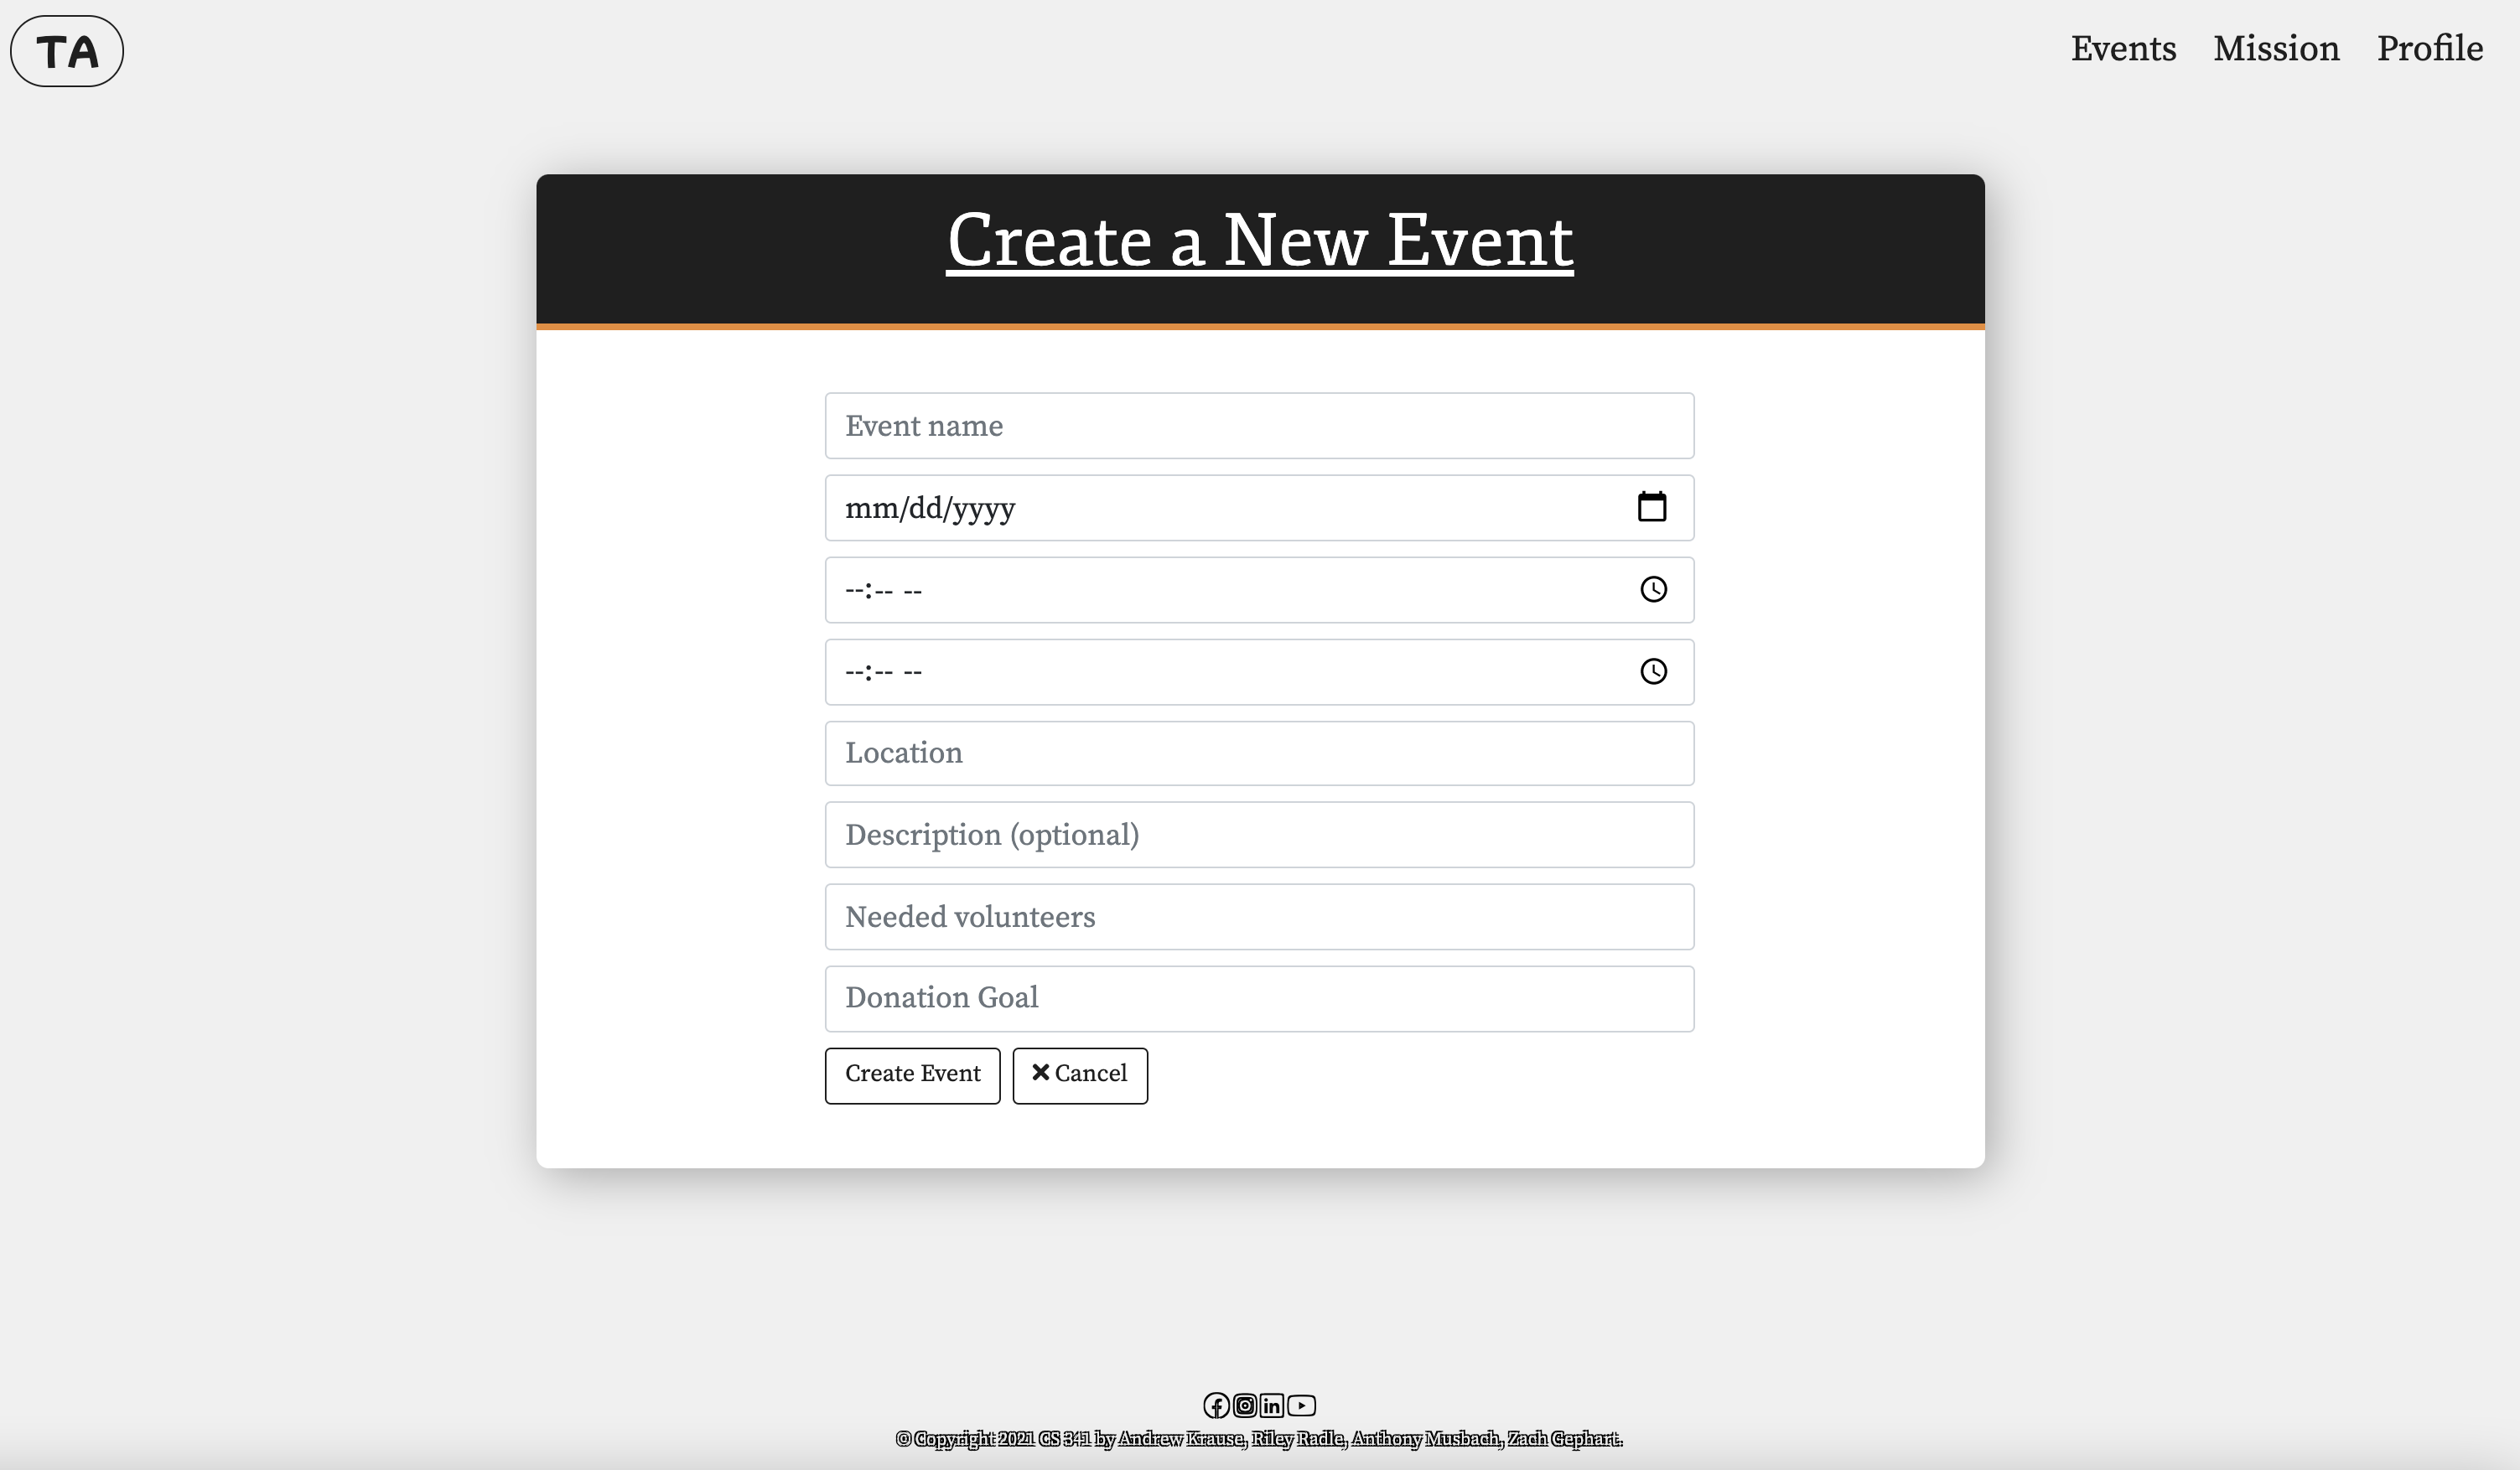 TA
Events Mission Profile
Create a New Event
Event name
mm/dd/yyyy
--:-- --
--:-- --
Location
Description (optional)
Needed volunteers
Donation Goal
Create Event Cancel
© Copyright 2021 CS 341 by Andrew Krause, Riley Radle, Anthony Musbach, Zach Gephart.